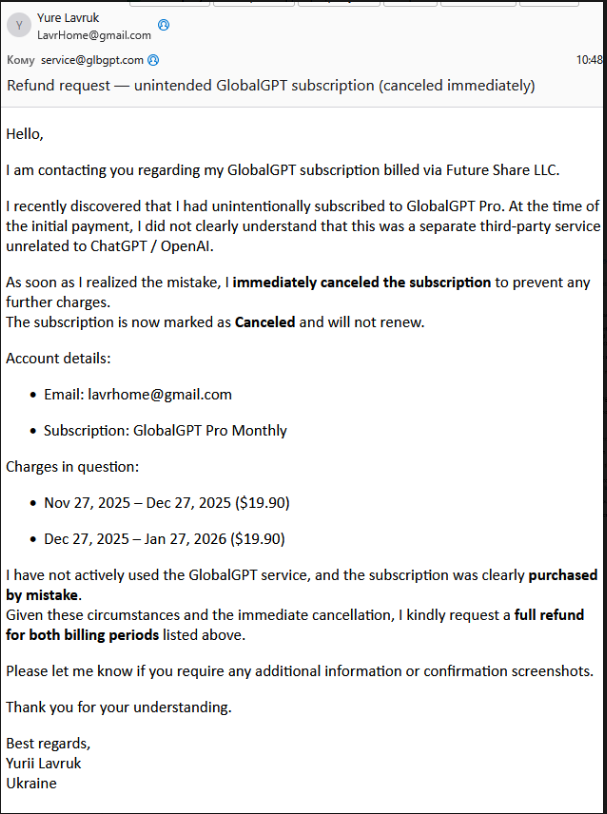 Y
Yure Lavruk
LavrHome@gmail.com
Кому service@glbgpt.com
10:48
Refund request — unintended GlobalGPT subscription (canceled immediately)
Hello,
I am contacting you regarding my GlobalGPT subscription billed via Future Share LLC.
I recently discovered that I had unintentionally subscribed to GlobalGPT Pro. At the time of
the initial payment, I did not clearly understand that this was a separate third-party service
unrelated to ChatGPT / OpenAI.
As soon as I realized the mistake, I immediately canceled the subscription to prevent any
further charges.
The subscription is now marked as Canceled and will not renew.
Account details:
• Email: lavrhome@gmail.com
• Subscription: GlobalGPT Pro Monthly
Charges in question:
• Nov 27, 2025 – Dec 27, 2025 ($19.90)
• Dec 27, 2025 – Jan 27, 2026 ($19.90)
I have not actively used the GlobalGPT service, and the subscription was clearly purchased
by mistake.
Given these circumstances and the immediate cancellation, I kindly request a full refund
for both billing periods listed above.
Please let me know if you require any additional information or confirmation screenshots.
Thank you for your understanding.
Best regards,
Yurii Lavruk
Ukraine